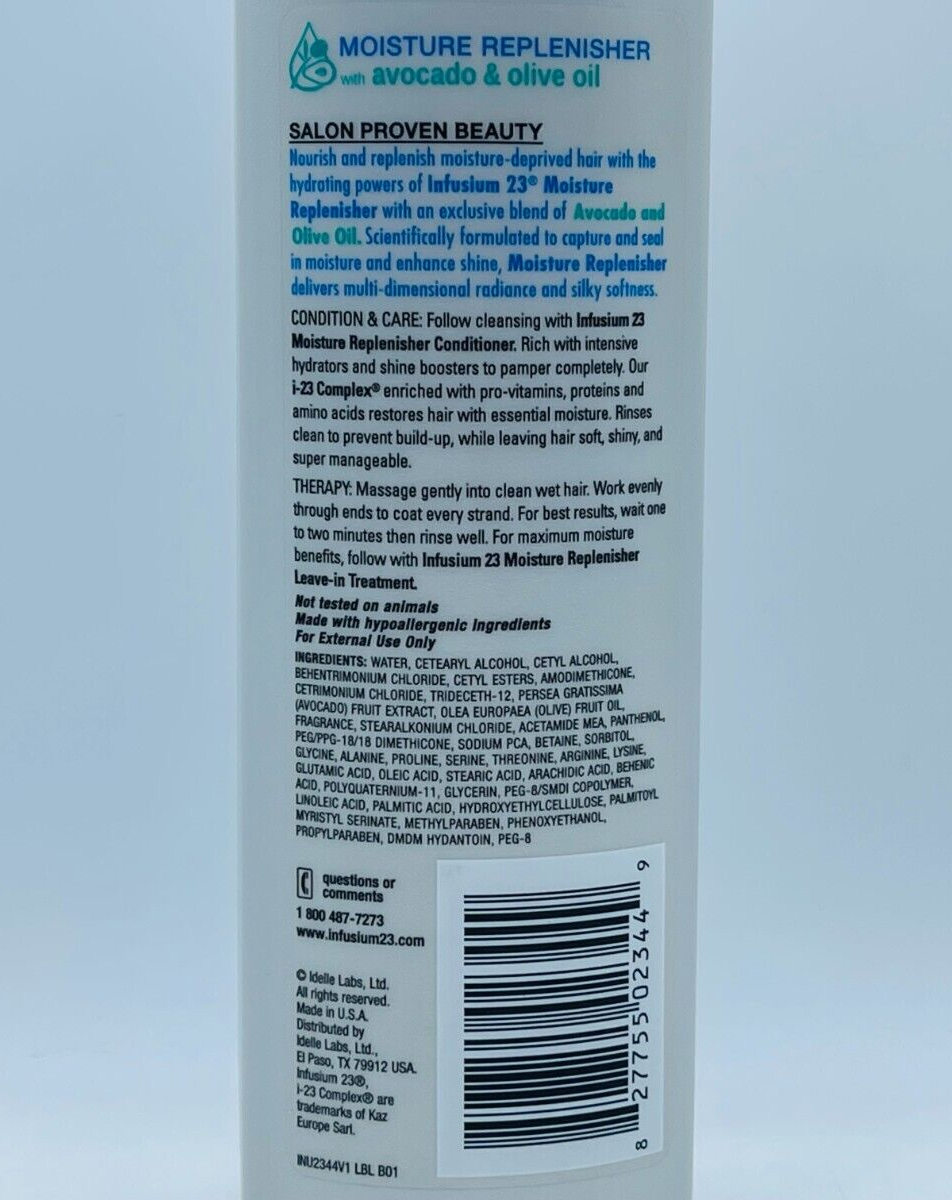 MOISTURE REPLENISHER
with avocado & olive oil
SALON PROVEN BEAUTY
Nourish and replenish moisture-deprived hair with the
hydrating powers of Infusium 23® Moisture
Replenisher with an exclusive blend of Avocado and
Olive Oil. Scientifically formulated to capture and seal
in moisture and enhance shine, Moisture Replenisher
delivers multi-dimensional radiance and silky softness.
CONDITION & CARE: Follow cleansing with Infusium 23
Moisture Replenisher Conditioner. Rich with intensive
hydrators and shine boosters to pamper completely. Our
i-23 Complex® enriched with pro-vitamins, proteins and
amino acids restores hair with essential moisture. Rinses
clean to prevent build-up, while leaving hair soft, shiny, and
super manageable.
THERAPY: Massage gently into clean wet hair. Work evenly
through ends to coat every strand. For best results, wait one
to two minutes then rinse well. For maximum moisture
benefits, follow with Infusium 23 Moisture Replenisher
Leave-in Treatment.
Not tested on animals
Made with hypoallergenic ingredients
For External Use Only
INGREDIENTS: WATER, CETEARYL ALCOHOL, CETYL ALCOHOL,
BEHENTRIMONIUM CHLORIDE, CETYL ESTERS, AMODIMETHICONE,
CETRIMONIUM CHLORIDE, TRIDECETH-12, PERSEA GRATISSIMA
(AVOCADO) FRUIT EXTRACT, OLEA EUROPAEA (OLIVE) FRUIT OIL,
FRAGRANCE, STEARALKONIUM CHLORIDE, ACETAMIDE MEA, PANTHENOL,
PEG/PPG-18/18 DIMETHICONE, SODIUM PCA, BETAINE, SORBITOL,
GLYCINE, ALANINE, PROLINE, SERINE, THREONINE, ARGININE, LYSINE,
GLUTAMIC ACID, OLEIC ACID, STEARIC ACID, ARACHIDIC ACID, BEHENIC
ACID, POLYQUATERNIUM-11, GLYCERIN, PEG-8/SMDI COPOLYMER,
LINOLEIC ACID, PALMITIC ACID, HYDROXYETHYLCELLULOSE, PALMITOYL
MYRISTYL SERINATE, METHYLPARABEN, PHENOXYETHANOL,
PROPYLPARABEN, DMDM HYDANTOIN, PEG-8
questions or
comments
1 800 487-7273
www.infusium23.com
© Idelle Labs, Ltd.
All rights reserved.
Made in U.S.A.
Distributed by
Idelle Labs, Ltd.,
El Paso, TX 79912 USA.
Infusium 23®,
i-23 Complex® are
trademarks of Kaz
Europe Sarl.
INU2344V1 LBL B01
8 27755 02344 9